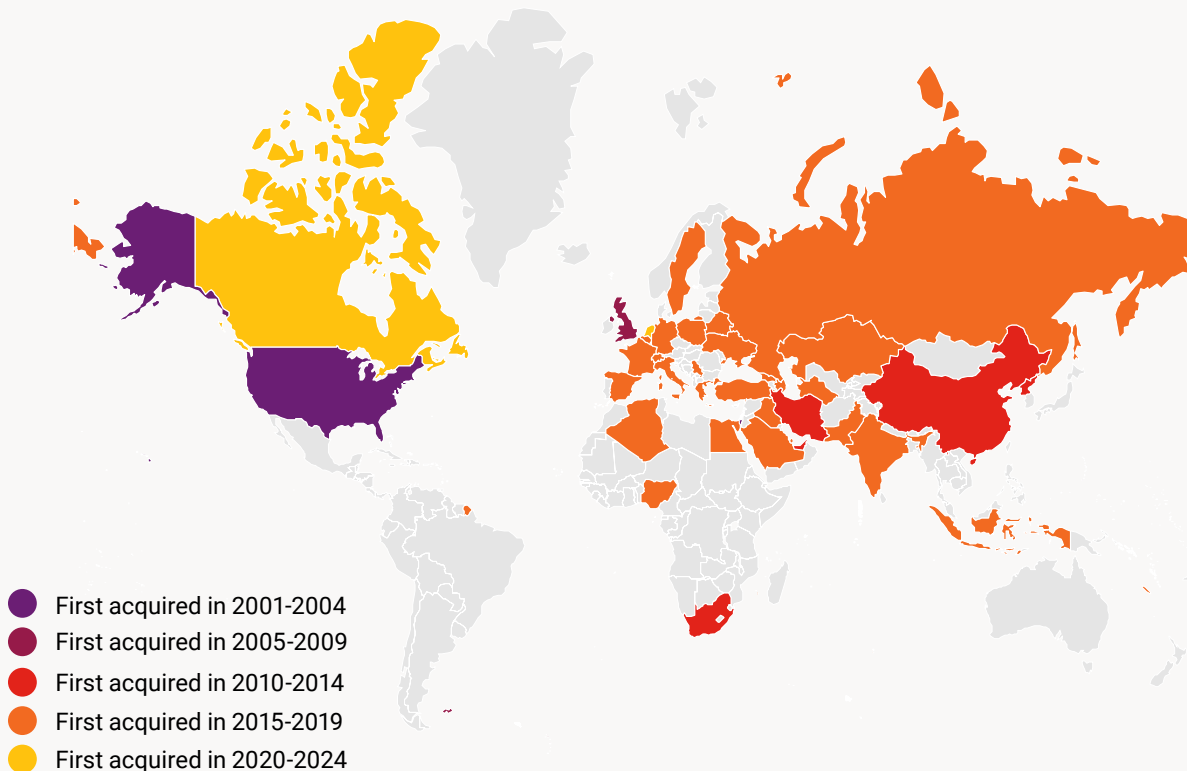 First acquired in 2001-2004
First acquired in 2005-2009
First acquired in 2010-2014
First acquired in 2015-2019
First acquired in 2020-2024